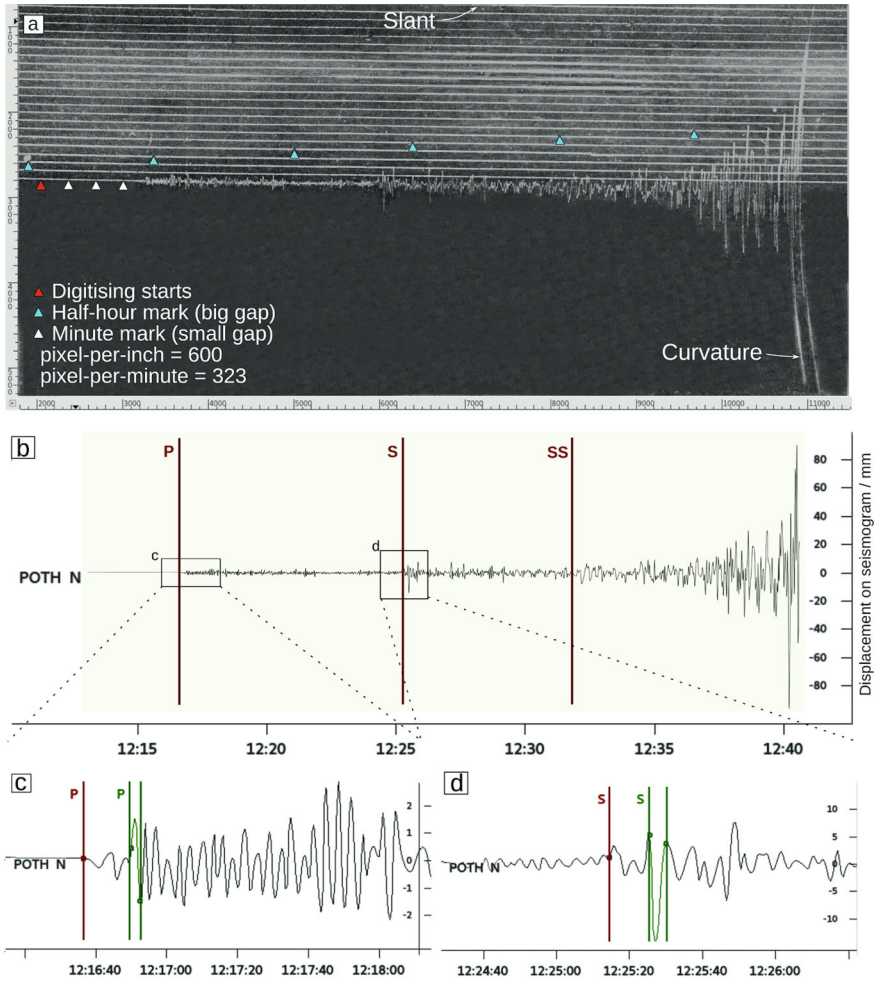 a
Slant
1000
2000
3000
4000
5000
Digitising starts
Half-hour mark (big gap)
Minute mark (small gap)
pixel-per-inch = 600
pixel-per-minute = 323
Curvature
2000 3000 4000 5000 6000 7000 8000 9000 10000 11000
b
P S SS
c d
POTH N
80
60
40
20
0
-20
-40
-60
-80
Displacement on seismogram / mm
12:15 12:20 12:25 12:30 12:35 12:40
c
P P
2
1
0
-1
-2
POTH N
12:16:40 12:17:00 12:17:20 12:17:40 12:18:00
d
S S
10
5
0
-5
-10
POTH N
12:24:40 12:25:00 12:25:20 12:25:40 12:26:00